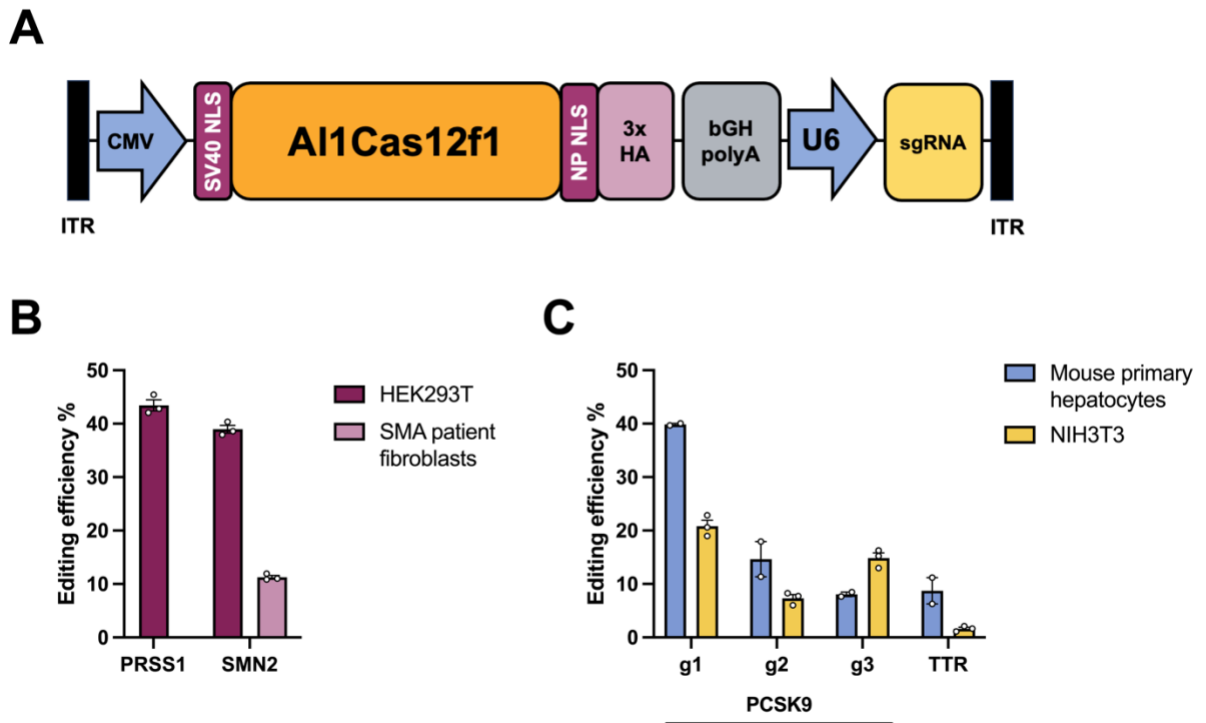 A
CMV
SV40 NLS
Al1Cas12f1
NP NLS
3x
HA
bGH
polyA
U6
sgRNA
ITR
ITR
B
Editing efficiency %
50
40
30
20
10
0
PRSS1
SMN2
HEK293T
SMA patient
fibroblasts
C
Editing efficiency %
50
40
30
20
10
0
g1
g2
g3
TTR
PCSK9
Mouse primary
hepatocytes
NIH3T3